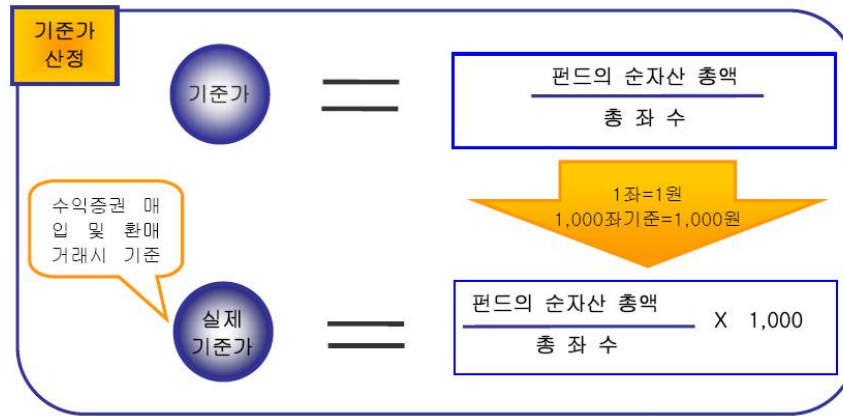 기준가
산정
기준가
펀드의 순자산 총액
총 좌 수
1좌=1원
1,000좌기준=1,000원
수익증권 매
입 및 환매
거래시 기준
실제
기준가
펀드의 순자산 총액
총 좌 수
X 1,000